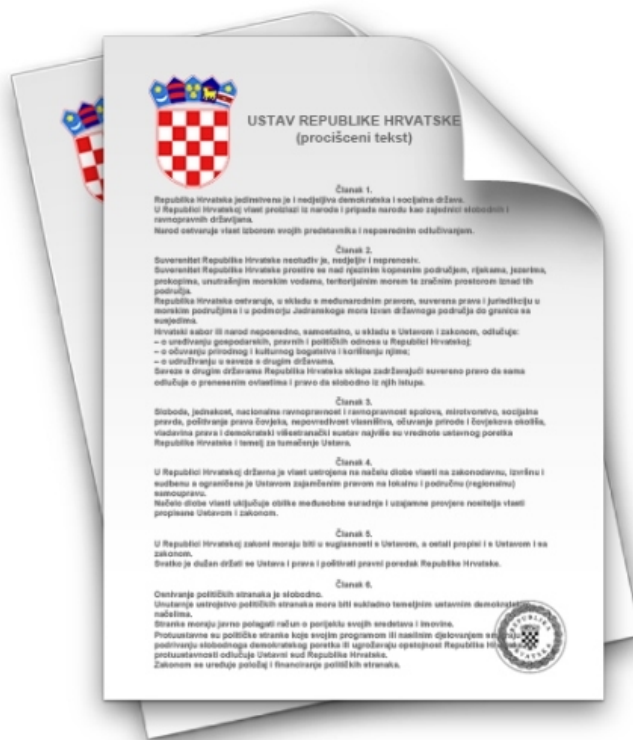 USTAV REPUBLIKE HRVATSKE
(procišceni tekst)
Članak 1.
Republika Hrvatska jedinstvena je i nedjeljiva demokratska i socijalna država.
U Republici Hrvatskoj vlast proizlazi iz naroda i pripada narodu kao zajednici slobodnih i
ravnopravnih državljana.
Narod ostvaruje vlast izborom svojih predstavnika i neposrednim odlučivanjem.
Članak 2.
Suverenitet Republike Hrvatske neotuđiv je, nedjeljiv i neprenosiv.
Suverenitet Republike Hrvatske prostire se nad njezinim kopnenim područjem, rijekama, jezerima,
prokopima, unutrašnjim morskim vodama, teritorijalnim morem te zračnim prostorom iznad tih
područja.
Republika Hrvatska ostvaruje, u skladu s međunarodnim pravom, suverena prava i jurisdikciju u
morskim područjima i u podmorju Jadranskoga mora izvan državnoga područja do granica sa
susjedima.
Hrvatski sabor ili narod neposredno, samostalno, u skladu s Ustavom i zakonom, odlučuje:
– o uređivanju gospodarskih, pravnih i političkih odnosa u Republici Hrvatskoj;
– o očuvanju prirodnog i kulturnog bogatstva i korištenju njime;
– o udruživanju u saveze s drugim državama.
Saveze s drugim državama Republika Hrvatska sklapa zadržavajući suvereno pravo da sama
odlučuje o prenesenim ovlastima i pravo da slobodno iz njih istupa.
Članak 3.
Sloboda, jednakost, nacionalna ravnopravnost i ravnopravnost spolova, mirotvorstvo, socijalna
pravda, poštivanje prava čovjeka, nepovredivost vlasništva, očuvanje prirode i čovjekova okoliša,
vladavina prava i demokratski višestranački sustav najviše su vrednote ustavnog poretka
Republike Hrvatske i temelj za tumačenje Ustava.
Članak 4.
U Republici Hrvatskoj državna je vlast ustrojena na načelu diobe vlasti na zakonodavnu, izvršnu i
sudbenu a ograničena je Ustavom zajamčenim pravom na lokalnu i područnu (regionalnu)
samoupravu.
Načelo diobe vlasti uključuje oblike međusobne suradnje i uzajamne provjere nositelja vlasti
propisane Ustavom i zakonom.
Članak 5.
U Republici Hrvatskoj zakoni moraju biti u suglasnosti s Ustavom, a ostali propisi i s Ustavom i sa
zakonom.
Svatko je dužan držati se Ustava i prava i poštivati pravni poredak Republike Hrvatske.
Članak 6.
Osnivanje političkih stranaka je slobodno.
Unutarnje ustrojstvo političkih stranaka mora biti sukladno temeljnim ustavnim
načelima.
Stranke moraju javno polagati račun o porijeklu svojih sredstava i imovine.
Protuustavne su političke stranke koje svojim programom ili nasilnim djelovanjem
podrivanju slobodnoga demokratskog poretka ili ugrožavaju opstojnost Republike
protuustavnosti odlučuje Ustavni sud Republike Hrvatske.
Zakonom se uređuje položaj i financiranje političkih stranaka.
REPUBLIKA
HRVATSKA